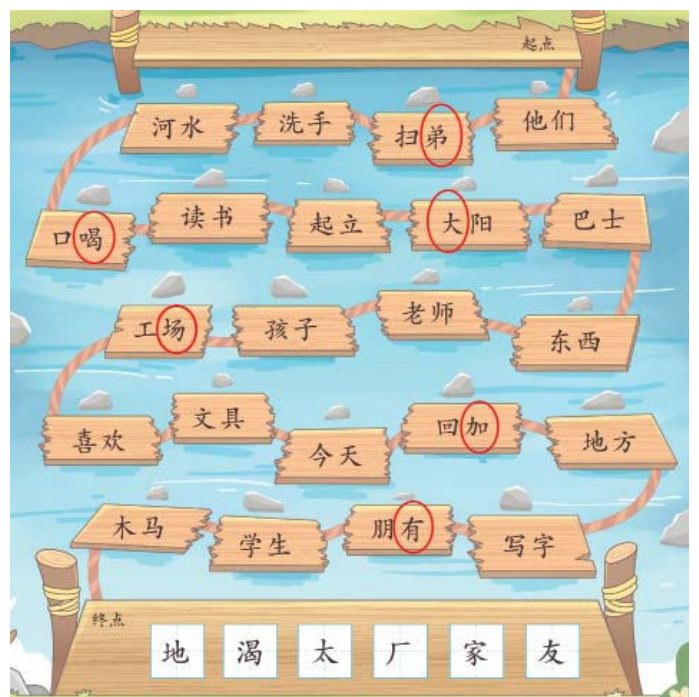 起点
河水 洗手 扫弟 他们
口喝 读书 起立 大阳 巴士
工场 孩子 老师 东西
喜欢 文具 今天 回加 地方
木马 学生 朋有 写字
终点
地 渴 太 厂 家 友